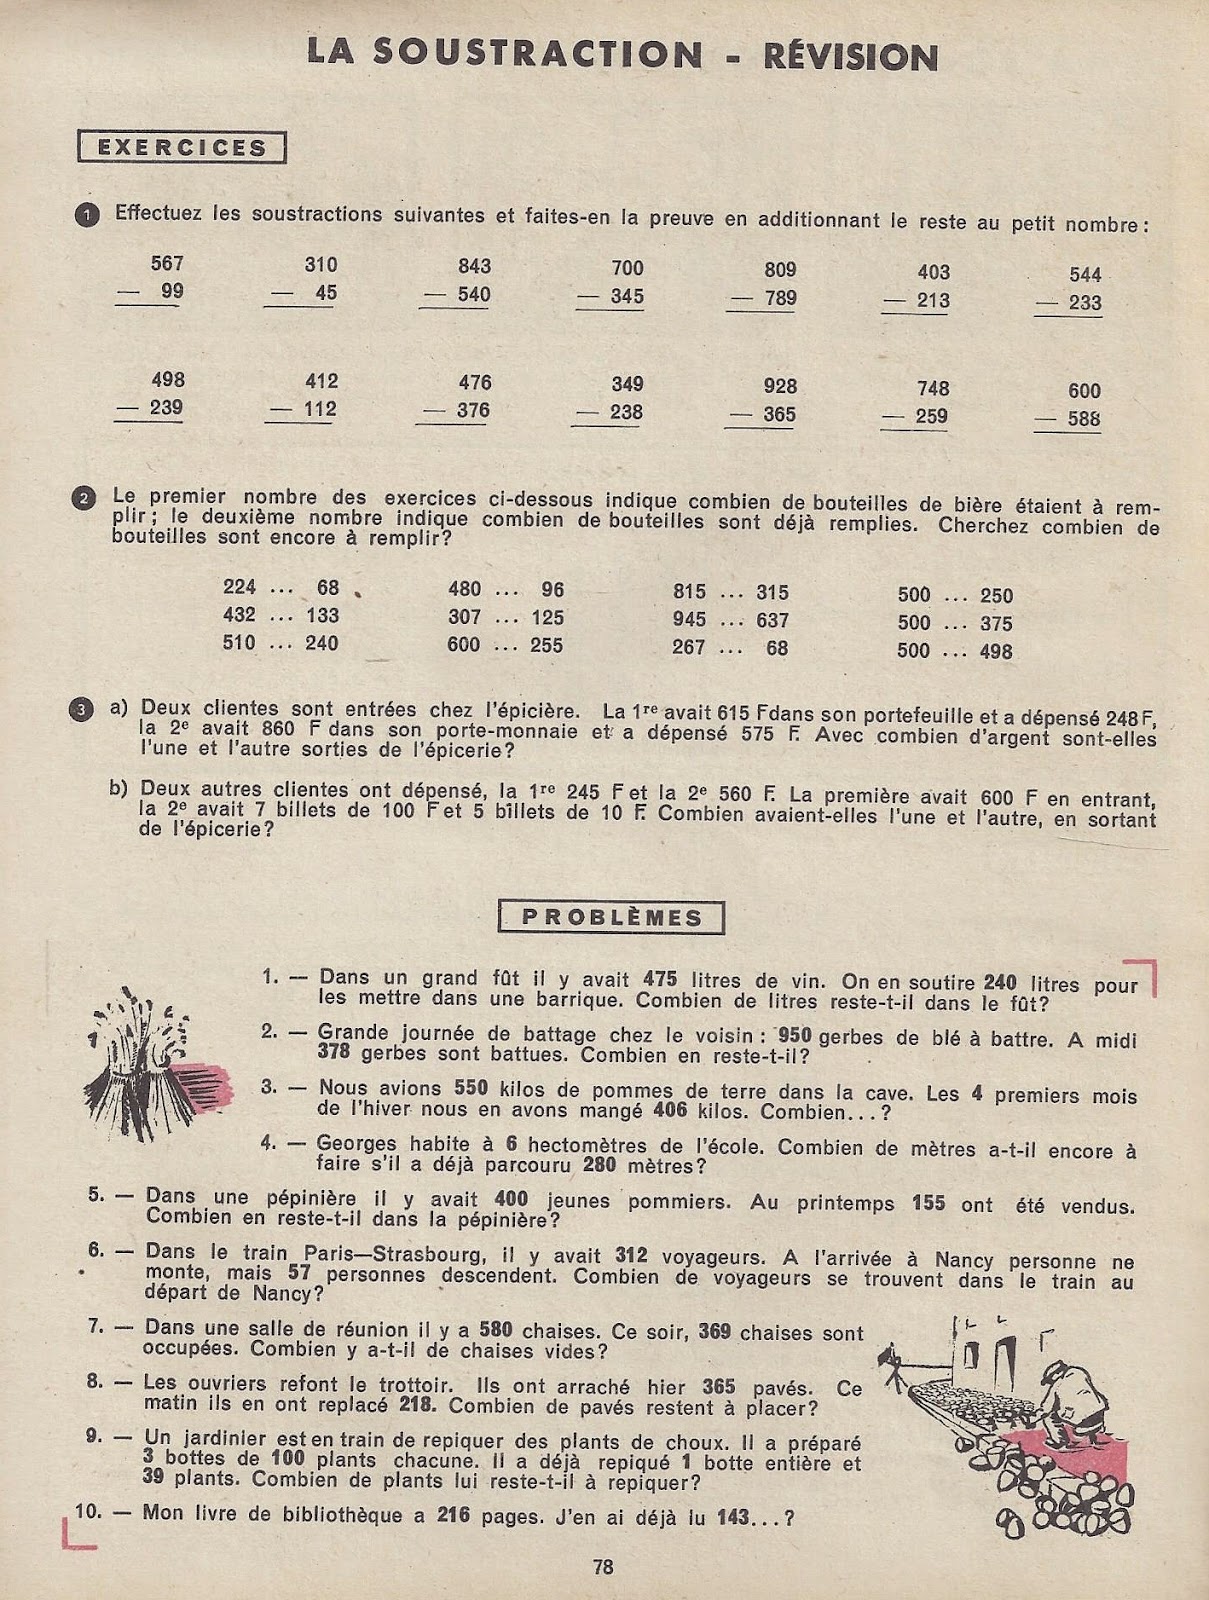 LA SOUSTRACTION - RÉVISION
EXERCICES
1 Effectuez les soustractions suivantes et faites-en la preuve en additionnant le reste au petit nombre :
567 310 843 700 809 403 544
— 99 — 45 — 540 — 345 — 789 — 213 — 233
498 412 476 349 928 748 600
— 239 — 112 — 376 — 238 — 365 — 259 — 588
2 Le premier nombre des exercices ci-dessous indique combien de bouteilles de bière étaient à rem-
plir ; le deuxième nombre indique combien de bouteilles sont déjà remplies. Cherchez combien de
bouteilles sont encore à remplir?
224 ... 68 480 ... 96 815 ... 315 500 ... 250
432 ... 133 307 ... 125 945 ... 637 500 ... 375
510 ... 240 600 ... 255 267 ... 68 500 ... 498
3 a) Deux clientes sont entrées chez l'épicière. La 1re avait 615 F dans son portefeuille et a dépensé 248 F,
la 2e avait 860 F dans son porte-monnaie et a dépensé 575 F. Avec combien d'argent sont-elles
l'une et l'autre sorties de l'épicerie?
b) Deux autres clientes ont dépensé, la 1re 245 F et la 2e 560 F. La première avait 600 F en entrant,
la 2e avait 7 billets de 100 F et 5 billets de 10 F. Combien avaient-elles l'une et l'autre, en sortant
de l'épicerie?
PROBLÈMES
1. — Dans un grand fût il y avait 475 litres de vin. On en soutire 240 litres pour
les mettre dans une barrique. Combien de litres reste-t-il dans le fût?
2. — Grande journée de battage chez le voisin : 950 gerbes de blé à battre. A midi
378 gerbes sont battues. Combien en reste-t-il?
3. — Nous avions 550 kilos de pommes de terre dans la cave. Les 4 premiers mois
de l'hiver nous en avons mangé 406 kilos. Combien...?
4. — Georges habite à 6 hectomètres de l'école. Combien de mètres a-t-il encore à
faire s'il a déjà parcouru 280 mètres?
5. — Dans une pépinière il y avait 400 jeunes pommiers. Au printemps 155 ont été vendus.
Combien en reste-t-il dans la pépinière?
6. — Dans le train Paris—Strasbourg, il y avait 312 voyageurs. A l'arrivée à Nancy personne ne
monte, mais 57 personnes descendent. Combien de voyageurs se trouvent dans le train au
départ de Nancy?
7. — Dans une salle de réunion il y a 580 chaises. Ce soir, 369 chaises sont
occupées. Combien y a-t-il de chaises vides?
8. — Les ouvriers refont le trottoir. Ils ont arraché hier 365 pavés. Ce
matin ils en ont replacé 218. Combien de pavés restent à placer?
9. — Un jardinier est en train de repiquer des plants de choux. Il a préparé
3 bottes de 100 plants chacune. Il a déjà repiqué 1 botte entière et
39 plants. Combien de plants lui reste-t-il à repiquer?
10. — Mon livre de bibliothèque a 216 pages. J'en ai déjà lu 143...?
78